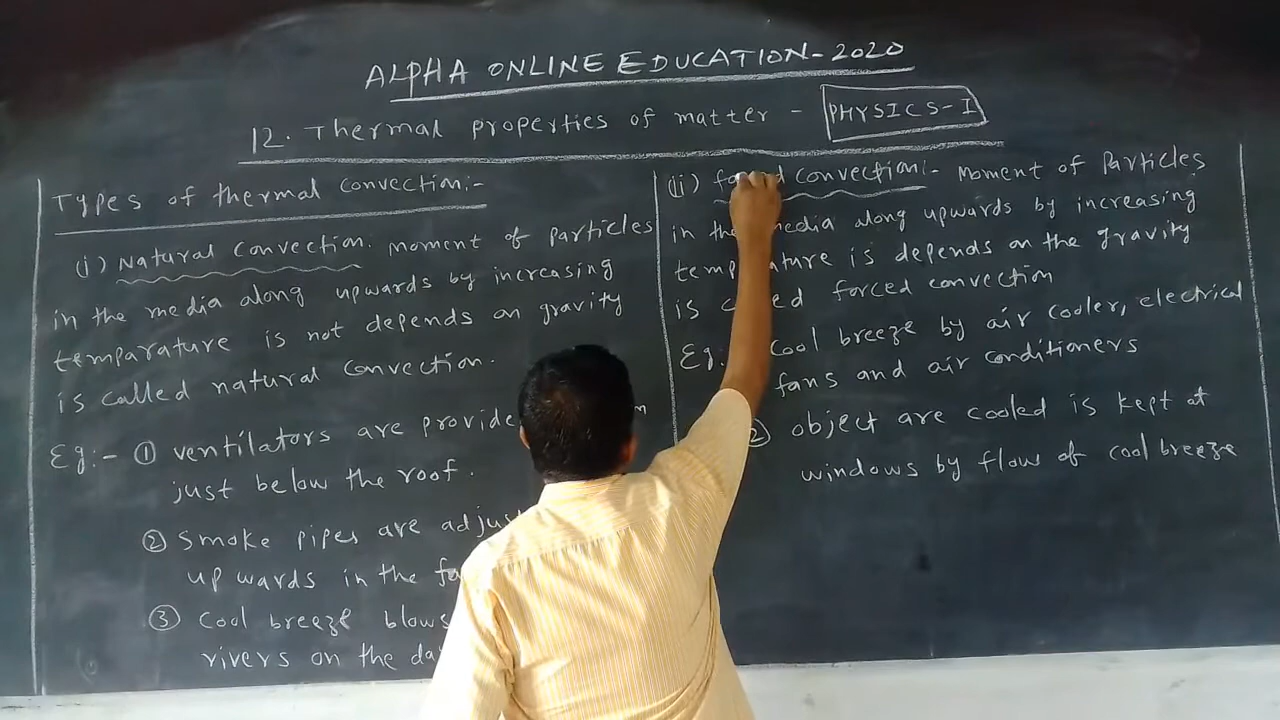 ALPHA ONLINE EDUCATION-2020
12. Thermal properties of matter - PHYSICS-I
Types of thermal convection:-
(i) Natural convection. moment of particles
in the media along upwards by increasing
temparature is not depends on gravity
is called natural convection.
Eg:- ① ventilators are provide
just below the roof.
② Smoke pipes are adjus
up wards in the fa
③ Cool breeze blows
rivers on the da
(ii) convection:- Moment of Particles
in the media along upwards by increasing
temp ature is depends on the gravity
is c ed forced convection
Eg: Cool breeze by air cooler, electrical
fans and air conditioners
② object are cooled is kept at
windows by flow of cool breeze